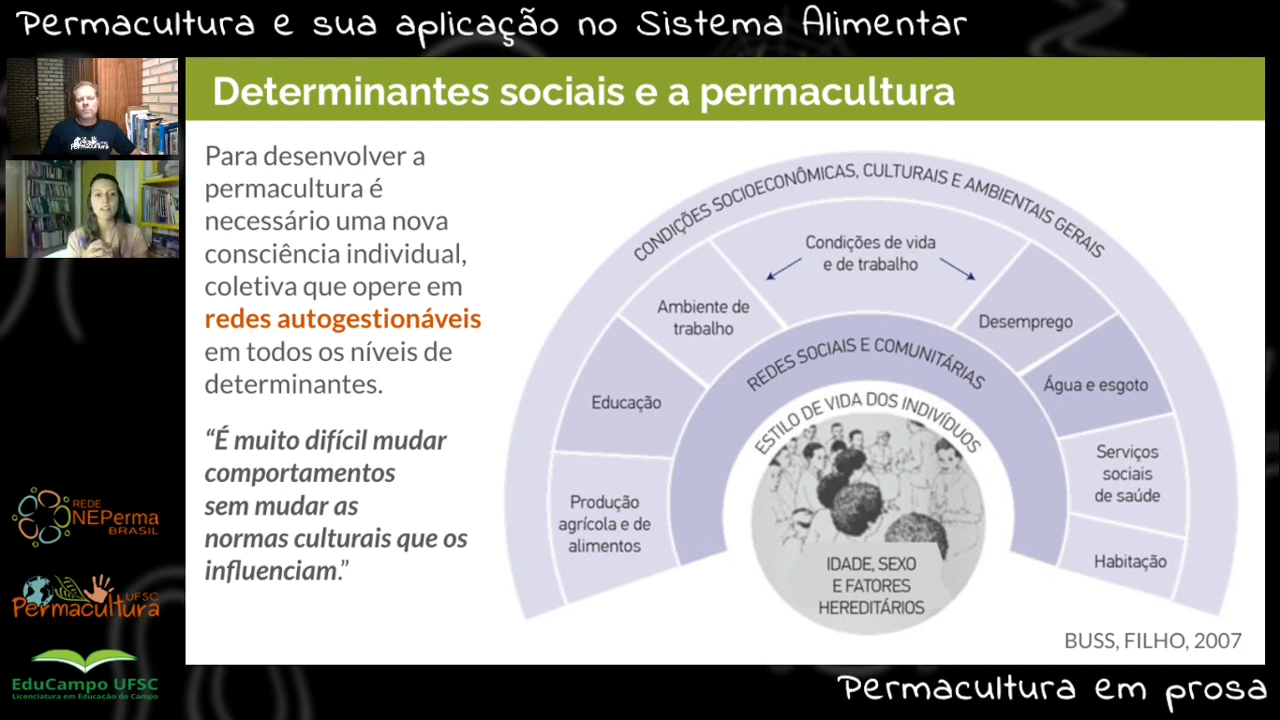 Permacultura e sua aplicação no Sistema Alimentar
Determinantes sociais e a permacultura
Para desenvolver a
permacultura é
necessário uma nova
consciência individual,
coletiva que opere em
redes autogestionáveis
em todos os níveis de
determinantes.
“É muito difícil mudar
comportamentos
sem mudar as
normas culturais que os
influenciam.”
CONDIÇÕES SOCIOECONÔMICAS, CULTURAIS E AMBIENTAIS GERAIS
Condições de vida
e de trabalho
Ambiente de
trabalho
Desemprego
REDES SOCIAIS E COMUNITÁRIAS
Educação
Água e esgoto
ESTILO DE VIDA DOS INDIVÍDUOS
Produção
agrícola e de
alimentos
Serviços
sociais
de saúde
Habitação
IDADE, SEXO
E FATORES
HEREDITÁRIOS
BUSS, FILHO, 2007
REDE
NEPerma
BRASIL
UFSC
Permacultura
EduCampo UFSC
Licenciatura em Educação do Campo
Permacultura em prosa